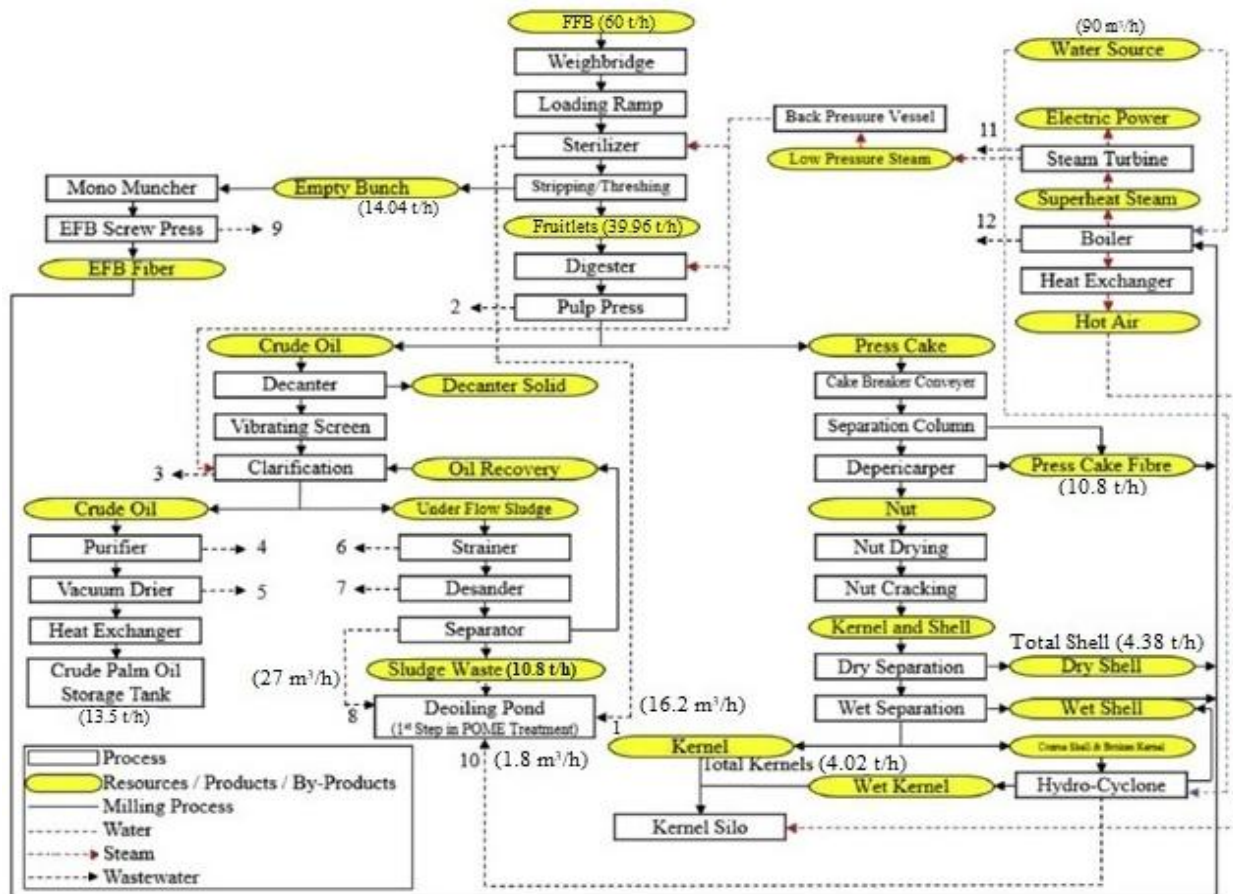 FFB (60 t/h)
Weighbridge
Loading Ramp
Sterilizer
Stripping/Threshing
Fruitlets (39.96 t/h)
Digester
Pulp Press
2
(90 m³/h)
Water Source
Electric Power
11
Steam Turbine
Superheat Steam
12
Boiler
Heat Exchanger
Hot Air
Back Pressure Vessel
Low Pressure Steam
Mono Muncher
Empty Bunch
(14.04 t/h)
EFB Screw Press
9
EFB Fiber
Crude Oil
Decanter
Decanter Solid
Vibrating Screen
Clarification
3
Oil Recovery
Crude Oil
Purifier
4
Vacuum Drier
5
Heat Exchanger
Crude Palm Oil
Storage Tank
(13.5 t/h)
Under Flow Sludge
6
Strainer
7
Desander
Separator
(27 m³/h)
Sludge Waste (10.8 t/h)
8
Deoiling Pond
(1st Step in POME Treatment)
1
(16.2 m³/h)
10
(1.8 m³/h)
Press Cake
Cake Breaker Conveyer
Separation Column
Depericarper
Press Cake Fibre
(10.8 t/h)
Nut
Nut Drying
Nut Cracking
Kernel and Shell
Total Shell (4.38 t/h)
Dry Separation
Dry Shell
Wet Separation
Wet Shell
Kernel
Shell & Broken Kernel
Total Kernels (4.02 t/h)
Wet Kernel
Hydro-Cyclone
Kernel Silo
Process
Resources / Products / By-Products
Milling Process
Water
Steam
Wastewater